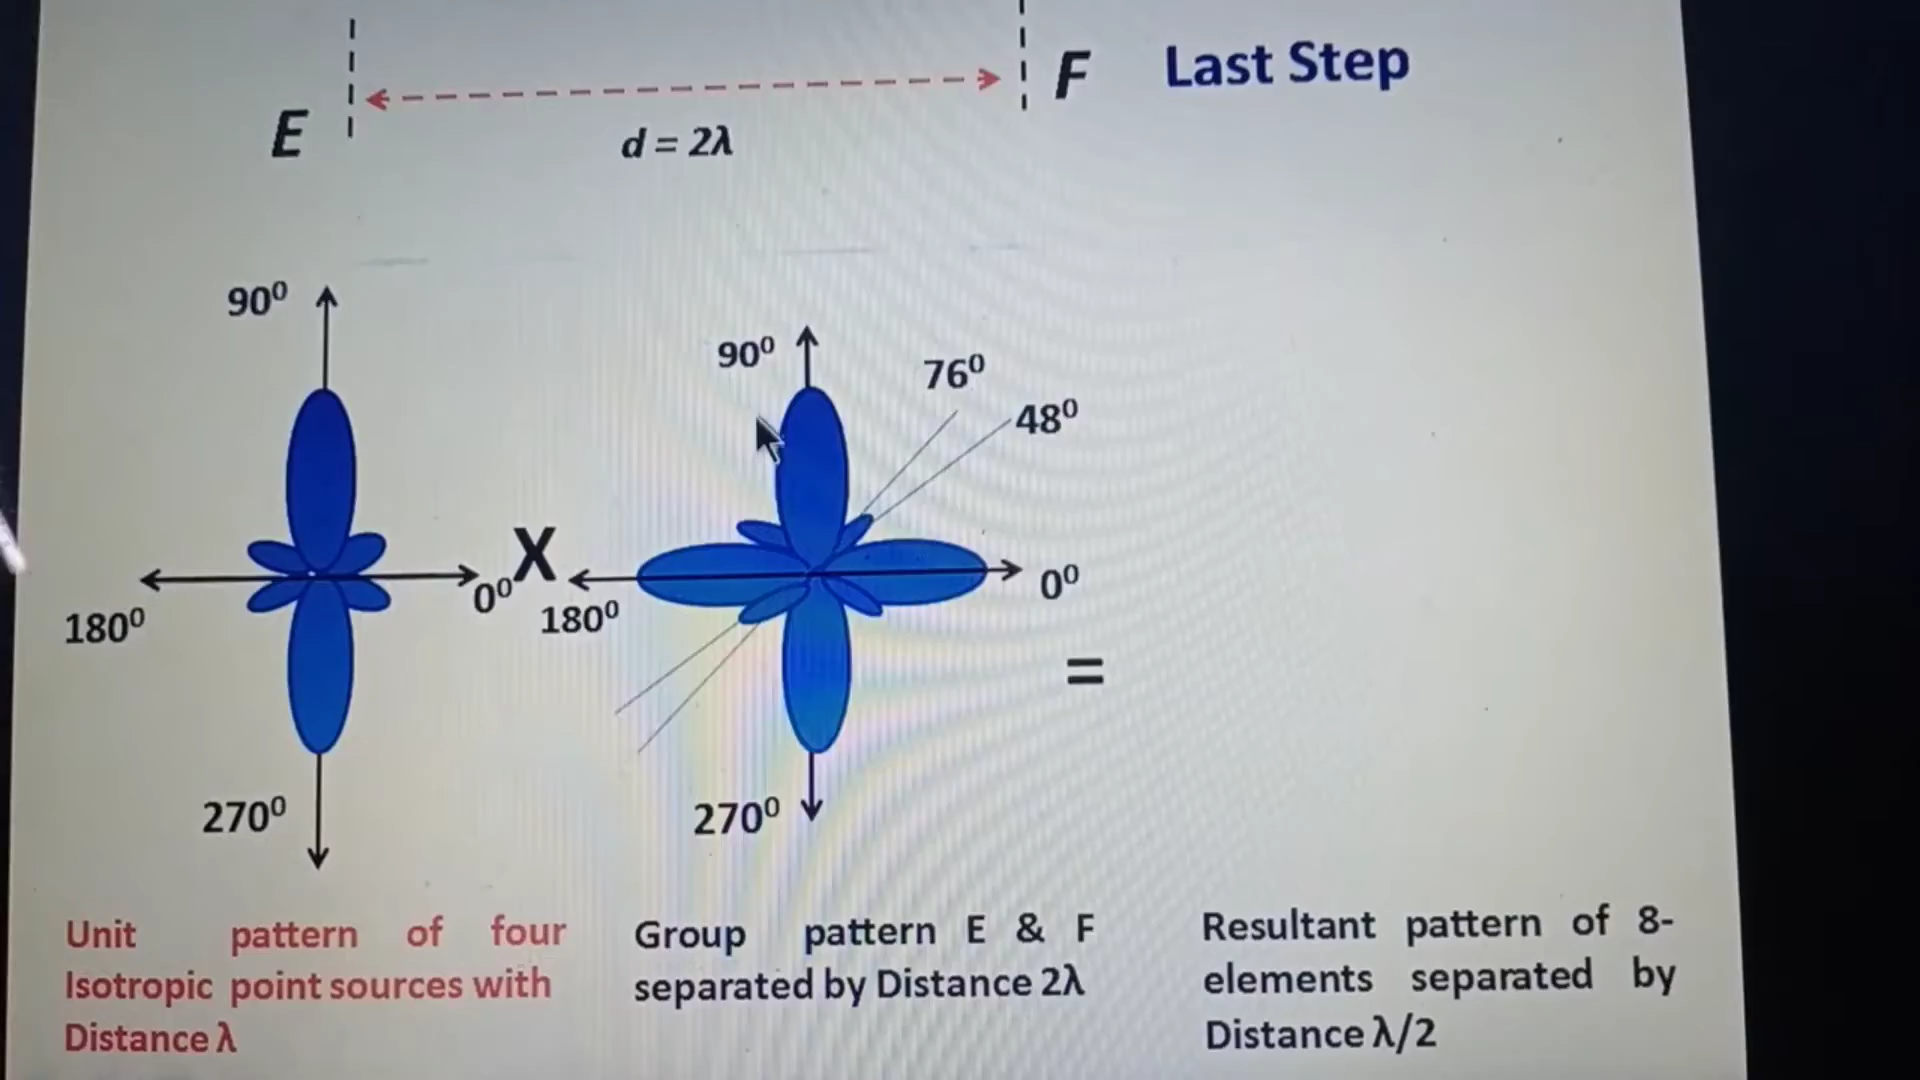 E
F
Last Step
d = 2λ
90⁰
90⁰
76⁰
48⁰
X
0⁰
180⁰
180⁰
0⁰
=
270⁰
270⁰
Unit pattern of four
Isotropic point sources with
Distance λ
Group pattern E & F
separated by Distance 2λ
Resultant pattern of 8-
elements separated by
Distance λ/2